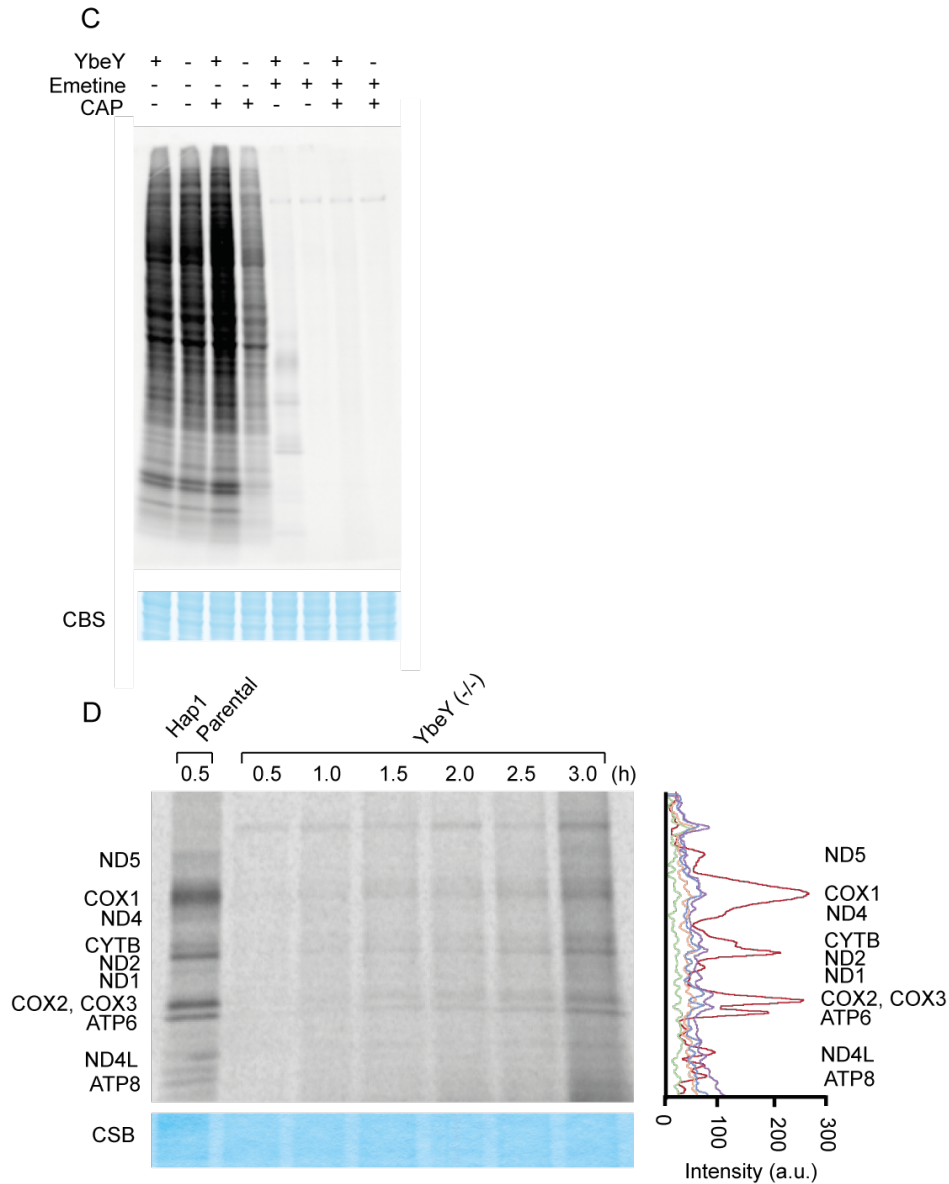 C
YbeY + - + - + - + -
Emetine - - - - + + + +
CAP - - + + - - + +
CBS
D
Hap1 Parental
YbeY (-/-)
0.5 0.5 1.0 1.5 2.0 2.5 3.0 (h)
ND5
COX1
ND4
CYTB
ND2
ND1
COX2, COX3
ATP6
ND4L
ATP8
CSB
ND5
COX1
ND4
CYTB
ND2
ND1
COX2, COX3
ATP6
ND4L
ATP8
0 100 200 300
Intensity (a.u.)